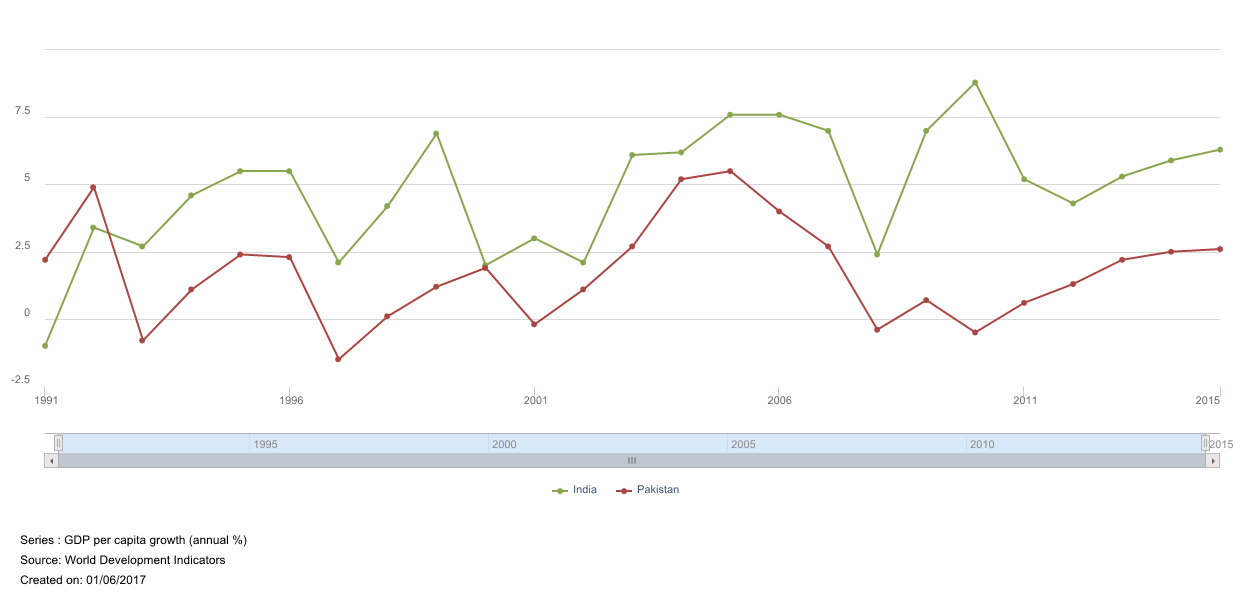 7.5
5
2.5
0
-2.5
1991 1996 2001 2006 2011 2015
1995 2000 2005 2010 2015
India Pakistan
Series : GDP per capita growth (annual %)
Source: World Development Indicators
Created on: 01/06/2017